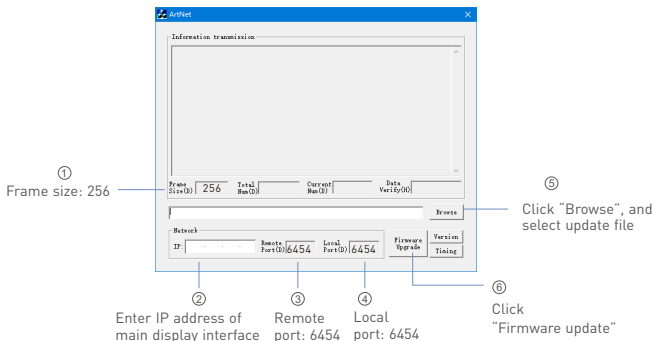 ArtNet
Information transmission
Frame Size(D) 256 Total Num(D) Current Num(D) Data Verify(H)
① Frame size: 256
Browse
⑤ Click “Browse”, and
select update file
Network
IP: . . . Remote Port(D) 6454 Local Port(D) 6454 Firmware Upgrade Version
Timing
② Enter IP address of
main display interface
③ Remote
port: 6454
④ Local
port: 6454
⑥ Click
“Firmware update”